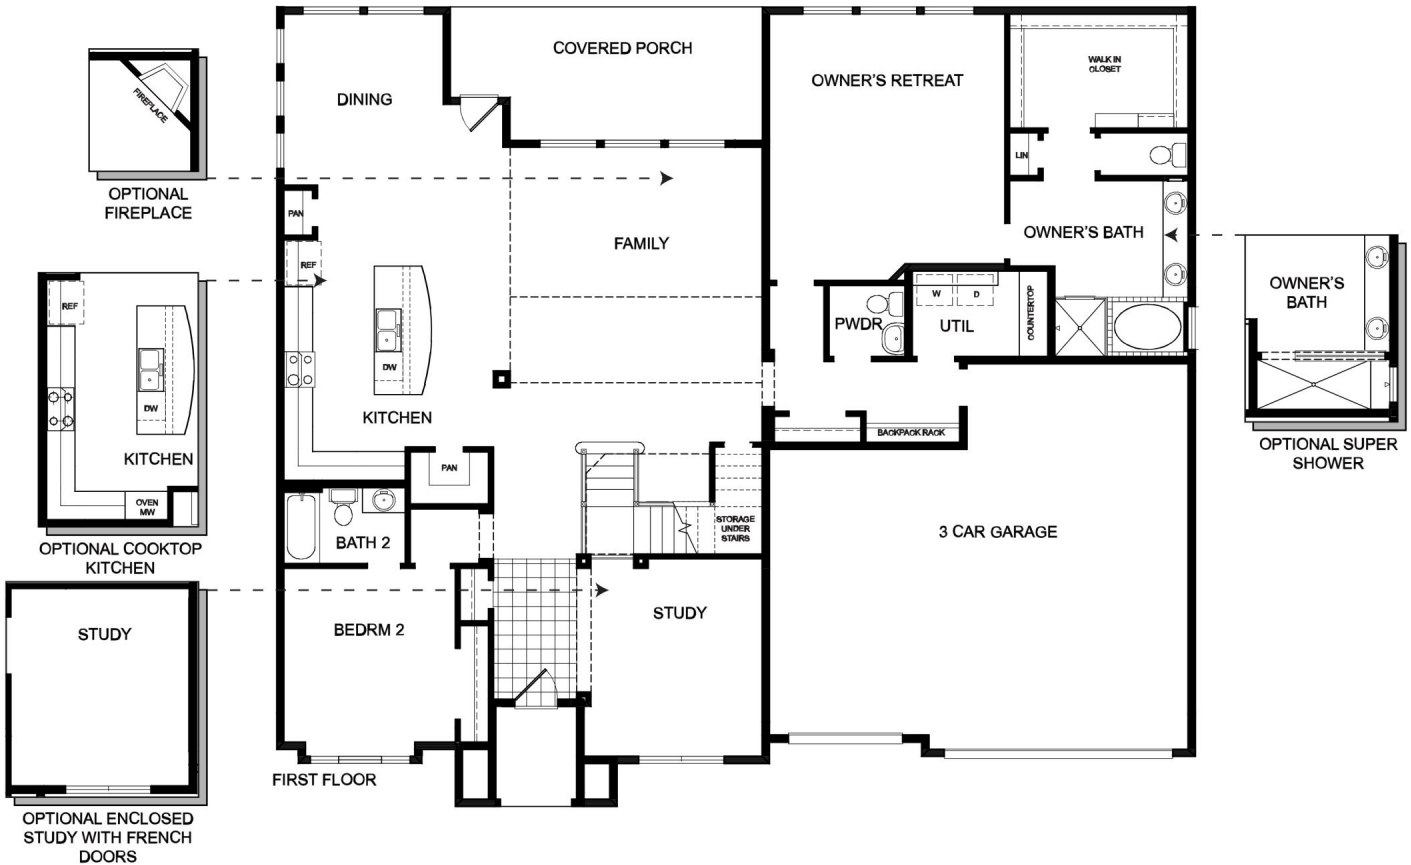 COVERED PORCH
DINING
OWNER'S RETREAT
WALK IN
CLOSET
FIREPLACE
OPTIONAL
FIREPLACE
LIN
PAN
FAMILY
OWNER'S BATH
REF
W
D
COUNTERTOP
PWDR
UTIL
DW
KITCHEN
BACKPACK RACK
PAN
REF
DW
KITCHEN
OVEN
MW
OPTIONAL COOKTOP
KITCHEN
OWNER'S
BATH
OPTIONAL SUPER
SHOWER
BATH 2
STORAGE
UNDER
STAIRS
3 CAR GARAGE
STUDY
BEDRM 2
STUDY
FIRST FLOOR
OPTIONAL ENCLOSED
STUDY WITH FRENCH
DOORS